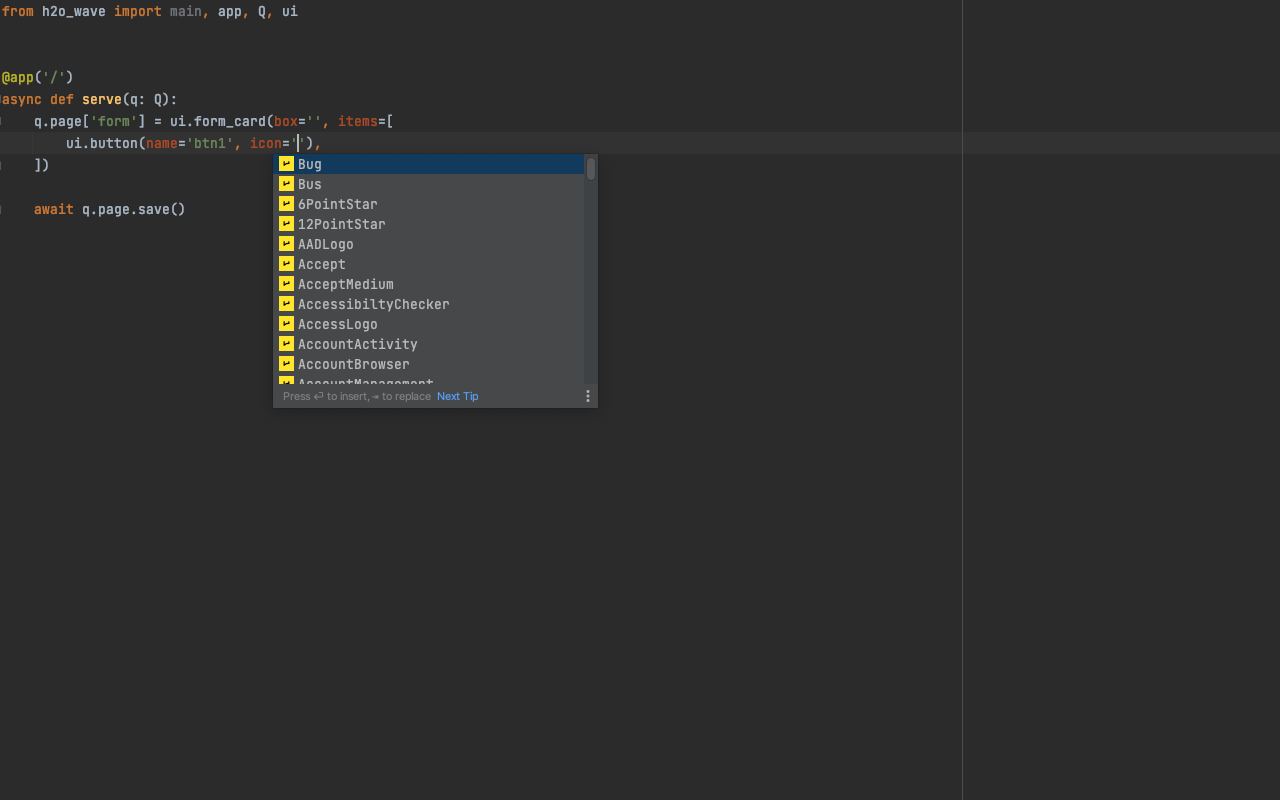 from h2o_wave import main, app, Q, ui
@app('/')
async def serve(q: Q):
q.page['form'] = ui.form_card(box='', items=[
ui.button(name='btn1', icon=''),
])
await q.page.save()
Bug
Bus
6PointStar
12PointStar
AADLogo
Accept
AcceptMedium
AccessibiltyChecker
AccessLogo
AccountActivity
AccountBrowser
AccountManagement
Press ⏎ to insert, ⇥ to replace Next Tip